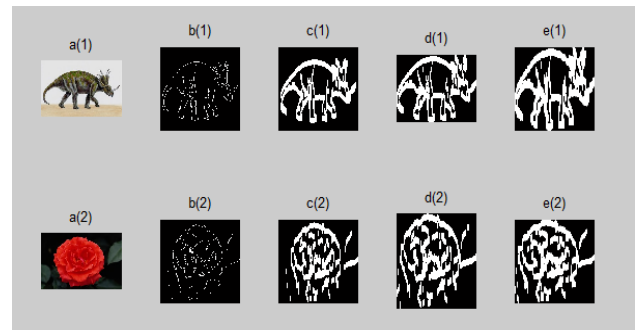 a(1) b(1) c(1) d(1) e(1)
a(2) b(2) c(2) d(2) e(2)